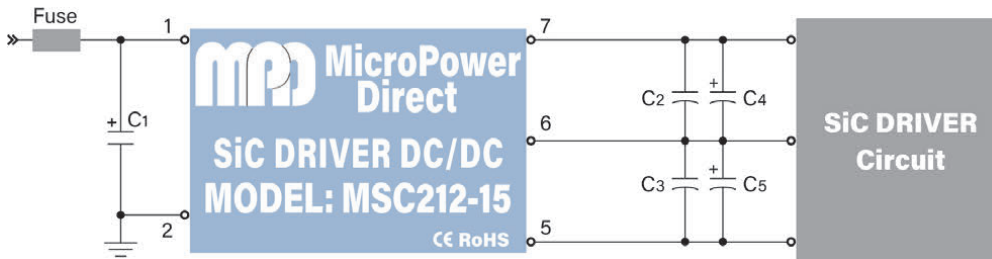 Fuse
1
7
MPD MicroPower
Direct
+
C1
C2
+
C4
6
SiC DRIVER
Circuit
SiC DRIVER DC/DC
MODEL: MSC212-15
C3
+
C5
2
5
CE RoHS